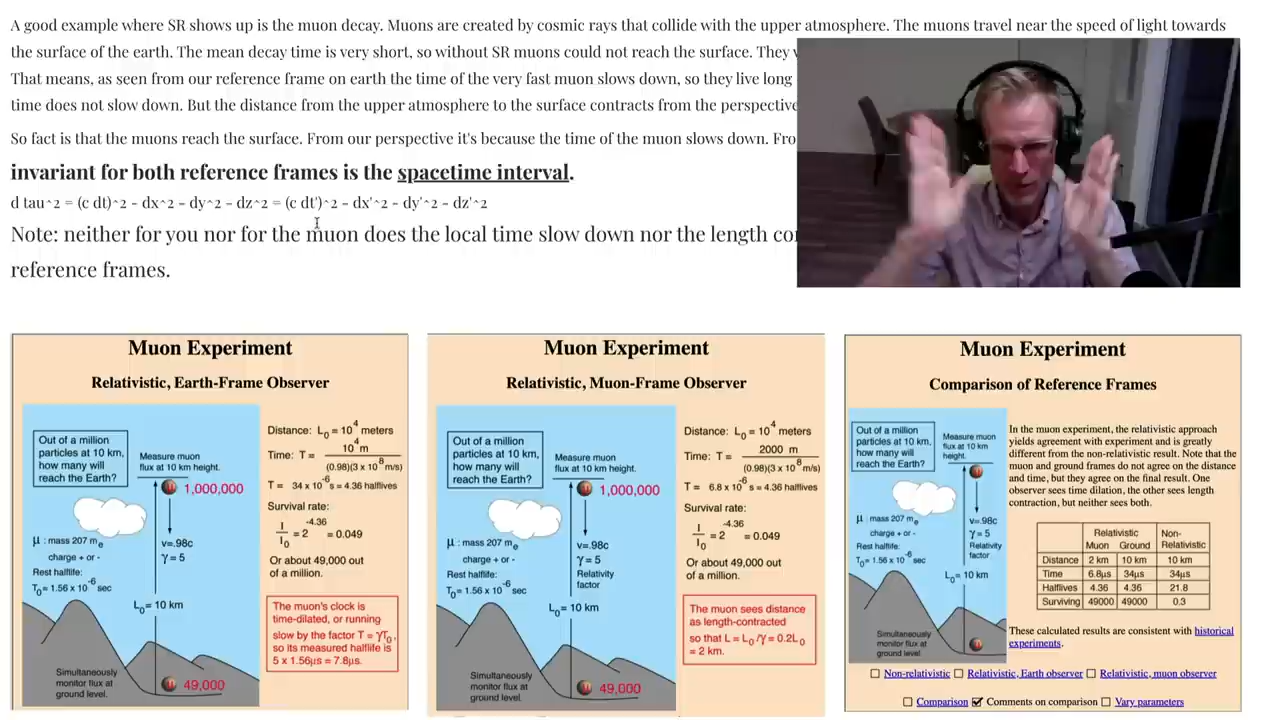 A good example where SR shows up is the muon decay. Muons are created by cosmic rays that collide with the upper atmosphere. The muons travel near the speed of light towards
the surface of the earth. The mean decay time is very short, so without SR muons could not reach the surface. They
That means, as seen from our reference frame on earth the time of the very fast muon slows down, so they live long
time does not slow down. But the distance from the upper atmosphere to the surface contracts from the perspective
So fact is that the muons reach the surface. From our perspective it's because the time of the muon slows down.
invariant for both reference frames is the spacetime interval.
d tau^2 = (c dt)^2 - dx^2 - dy^2 - dz^2 = (c dt')^2 - dx'^2 - dy'^2 - dz'^2
Note: neither for you nor for the muon does the local time slow down nor the length
reference frames.
Muon Experiment
Relativistic, Earth-Frame Observer
Out of a million
particles at 10 km,
how many will
reach the Earth?
Measure muon
flux at 10 km height.
1,000,000
μ : mass 207 me
charge + or -
Rest halflife:
T0= 1.56 x 10^-6 sec
v=.98c
γ = 5
L0= 10 km
Simultaneously
monitor flux at
ground level.
49,000
Distance: L0 = 10^4 meters
Time: T = 10^4 m / (0.98)(3 x 10^8 m/s)
T = 34 x 10^-6 s = 4.36 halflives
Survival rate:
I/I0 = 2^-4.36 = 0.049
Or about 49,000 out
of a million.
The muon's clock is
time-dilated, or running
slow by the factor T = γT0,
so its measured halflife is
5 x 1.56μs = 7.8μs.
Muon Experiment
Relativistic, Muon-Frame Observer
Out of a million
particles at 10 km,
how many will
reach the Earth?
Measure muon
flux at 10 km height.
1,000,000
μ : mass 207 me
charge + or -
Rest halflife:
T0= 1.56 x 10^-6 sec
v=.98c
γ = 5
Relativity
factor
L0= 10 km
Simultaneously
monitor flux at
ground level.
49,000
Distance: L0 = 10^4 meters
Time: T = 2000 m / (0.98)(3 x 10^8 m/s)
T = 6.8 x 10^-6 s = 4.36 halflives
Survival rate:
I/I0 = 2^-4.36 = 0.049
Or about 49,000 out
of a million.
The muon sees distance
as length-contracted
so that L = L0/γ = 0.2L0
= 2 km.
Muon Experiment
Comparison of Reference Frames
Out of a million
particles at 10 km,
how many will
reach the Earth?
Measure muon
flux at 10 km
height.
μ : mass 207 me
charge + or -
Rest halflife:
T0= 1.56 x 10^-6 sec
v=.98c
γ = 5
Relativity
factor
L0= 10 km
Simultaneously
monitor flux at
ground level.
In the muon experiment, the relativistic approach
yields agreement with experiment and is greatly
different from the non-relativistic result. Note that the
muon and ground frames do not agree on the distance
and time, but they agree on the final result. One
observer sees time dilation, the other sees length
contraction, but neither sees both.
Relativistic Non-
Muon Ground Relativistic
Distance 2 km 10 km 10 km
Time 6.8μs 34μs 34μs
Halflives 4.36 4.36 21.8
Surviving 49000 49000 0.3
These calculated results are consistent with historical
experiments.
Non-relativistic Relativistic, Earth observer Relativistic, muon observer
Comparison Comments on comparison Vary parameters